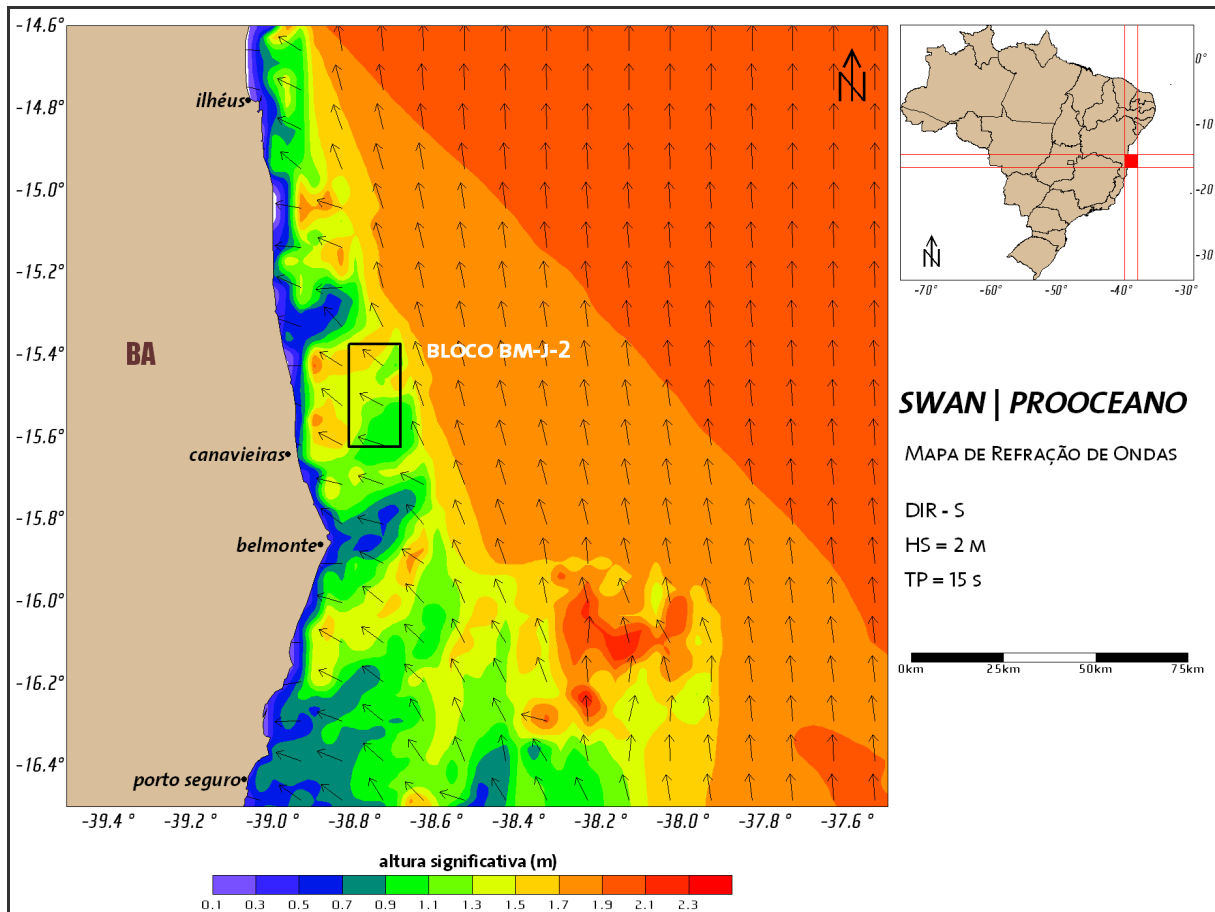 -14.6°
-14.8°
-15.0°
-15.2°
-15.4°
-15.6°
-15.8°
-16.0°
-16.2°
-16.4°
ilhéus
BA
BLOCO BM-J-2
canavieiras
belmonte
porto seguro
N
-39.4 °
-39.2 °
-39.0 °
-38.8 °
-38.6 °
-38.4 °
-38.2 °
-38.0 °
-37.8 °
-37.6 °
altura significativa (m)
0.1 0.3 0.5 0.7 0.9 1.1 1.3 1.5 1.7 1.9 2.1 2.3
0°
-10
-20
-30
N
-70° -60° -50° -40° -30°
SWAN | PROOCEANO
MAPA DE REFRAÇÃO DE ONDAS
DIR - S
HS = 2 M
TP = 15 S
0km 25km 50km 75km